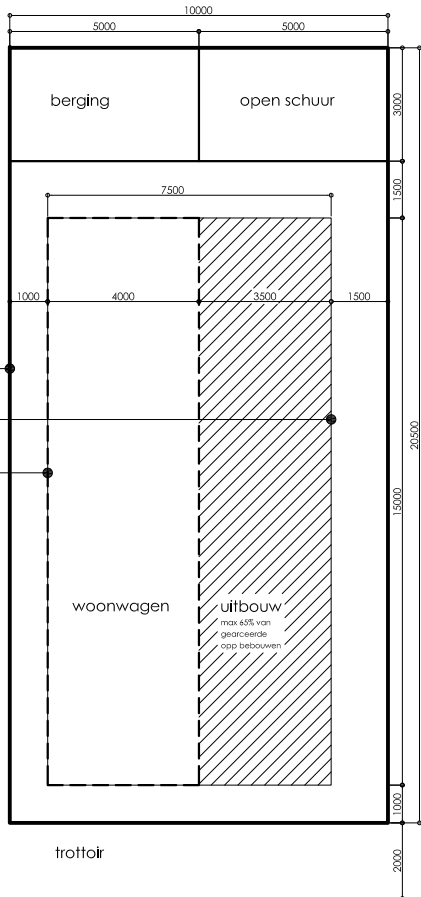 10000
5000 5000
berging open schuur
3000
1500
7500
1000 4000 3500 1500
20500
15000
woonwagen uitbouw
max 65% van
gearceerde
opp bebouwen
1000
trottoir
2000